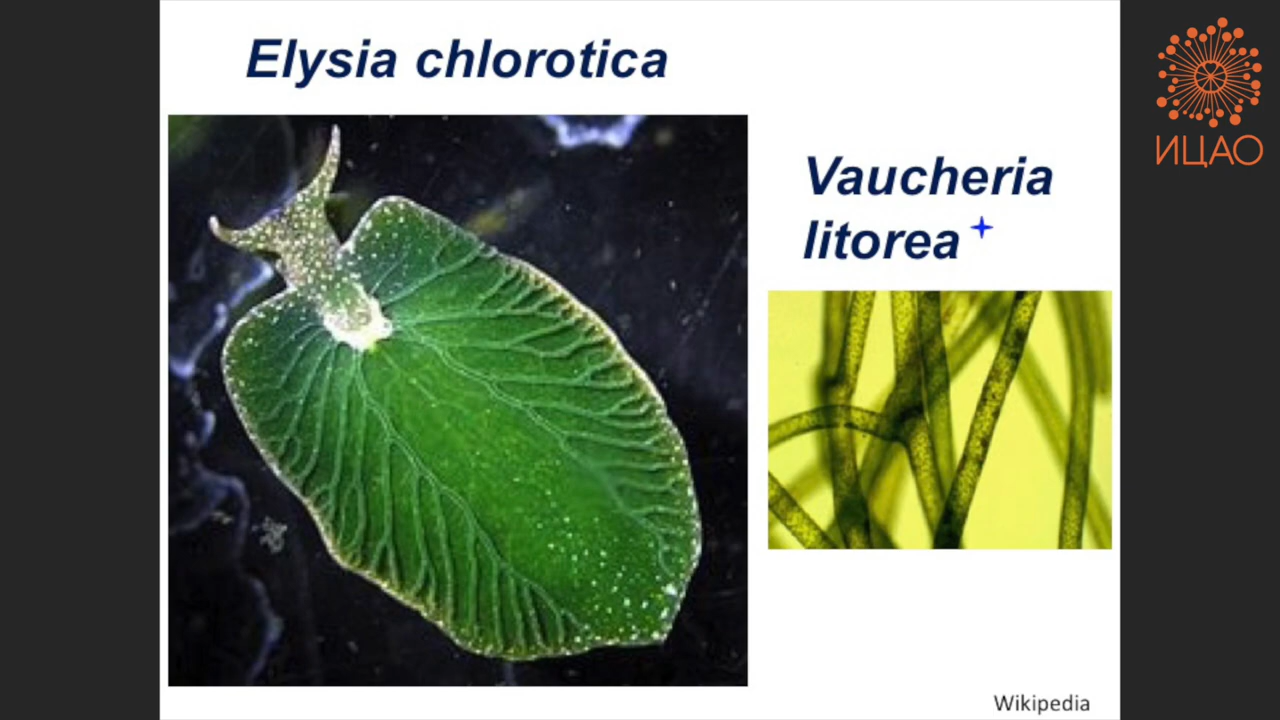 Elysia chlorotica
Vaucheria
litorea
ИЦАО
Wikipedia